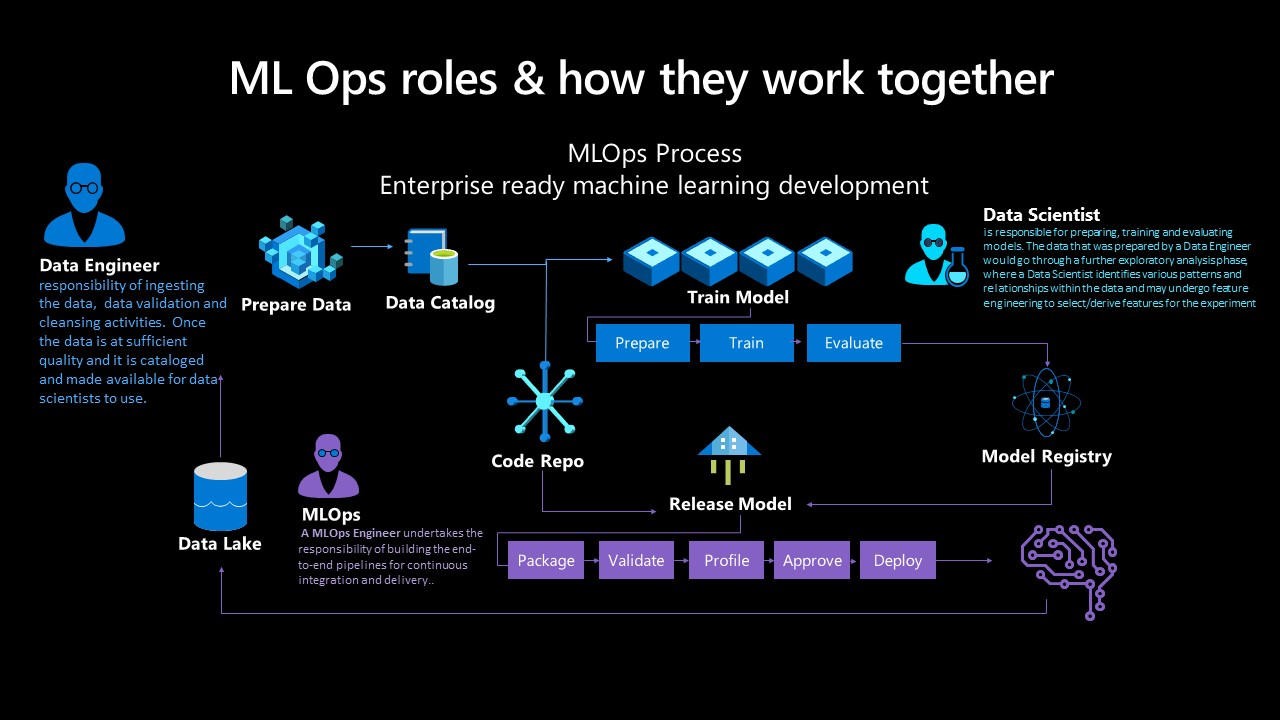 ML Ops roles & how they work together
MLOps Process
Enterprise ready machine learning development
Data Engineer
responsibility of ingesting
the data, data validation and
cleansing activities. Once
the data is at sufficient
quality and it is cataloged
and made available for data
scientists to use.
Prepare Data
Data Catalog
Train Model
Prepare
Train
Evaluate
Data Scientist
is responsible for preparing, training and evaluating
models. The data that was prepared by a Data Engineer
would go through a further exploratory analysis phase,
where a Data Scientist identifies various patterns and
relationships within the data and may undergo feature
engineering to select/derive features for the experiment
Code Repo
Release Model
Model Registry
Data Lake
MLOps
A MLOps Engineer undertakes the
responsibility of building the end-
to-end pipelines for continuous
integration and delivery..
Package
Validate
Profile
Approve
Deploy